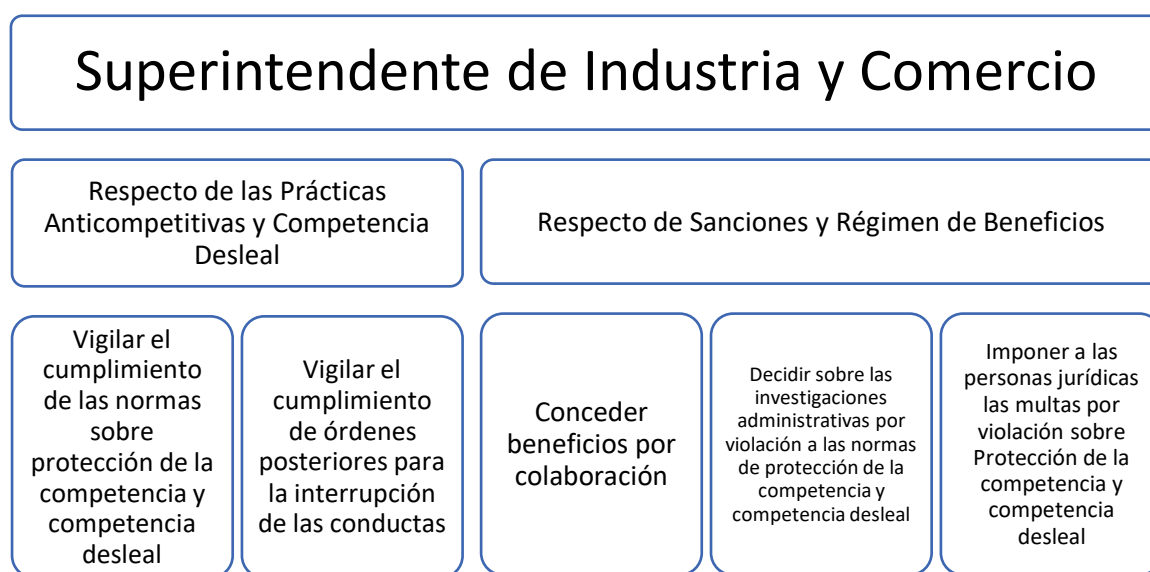 Superintendente de Industria y Comercio
Respecto de las Prácticas
Anticompetitivas y Competencia
Desleal
Respecto de Sanciones y Régimen de Beneficios
Vigilar el
cumplimiento
de las normas
sobre
protección de la
competencia y
competencia
desleal
Vigilar el
cumplimiento
de órdenes
posteriores para
la interrupción
de las conductas
Conceder
beneficios por
colaboración
Decidir sobre las
investigaciones
administrativas por
violación a las normas
de protección de la
competencia y
competencia desleal
Imponer a las
personas jurídicas
las multas por
violación sobre
Protección de la
competencia y
competencia
desleal